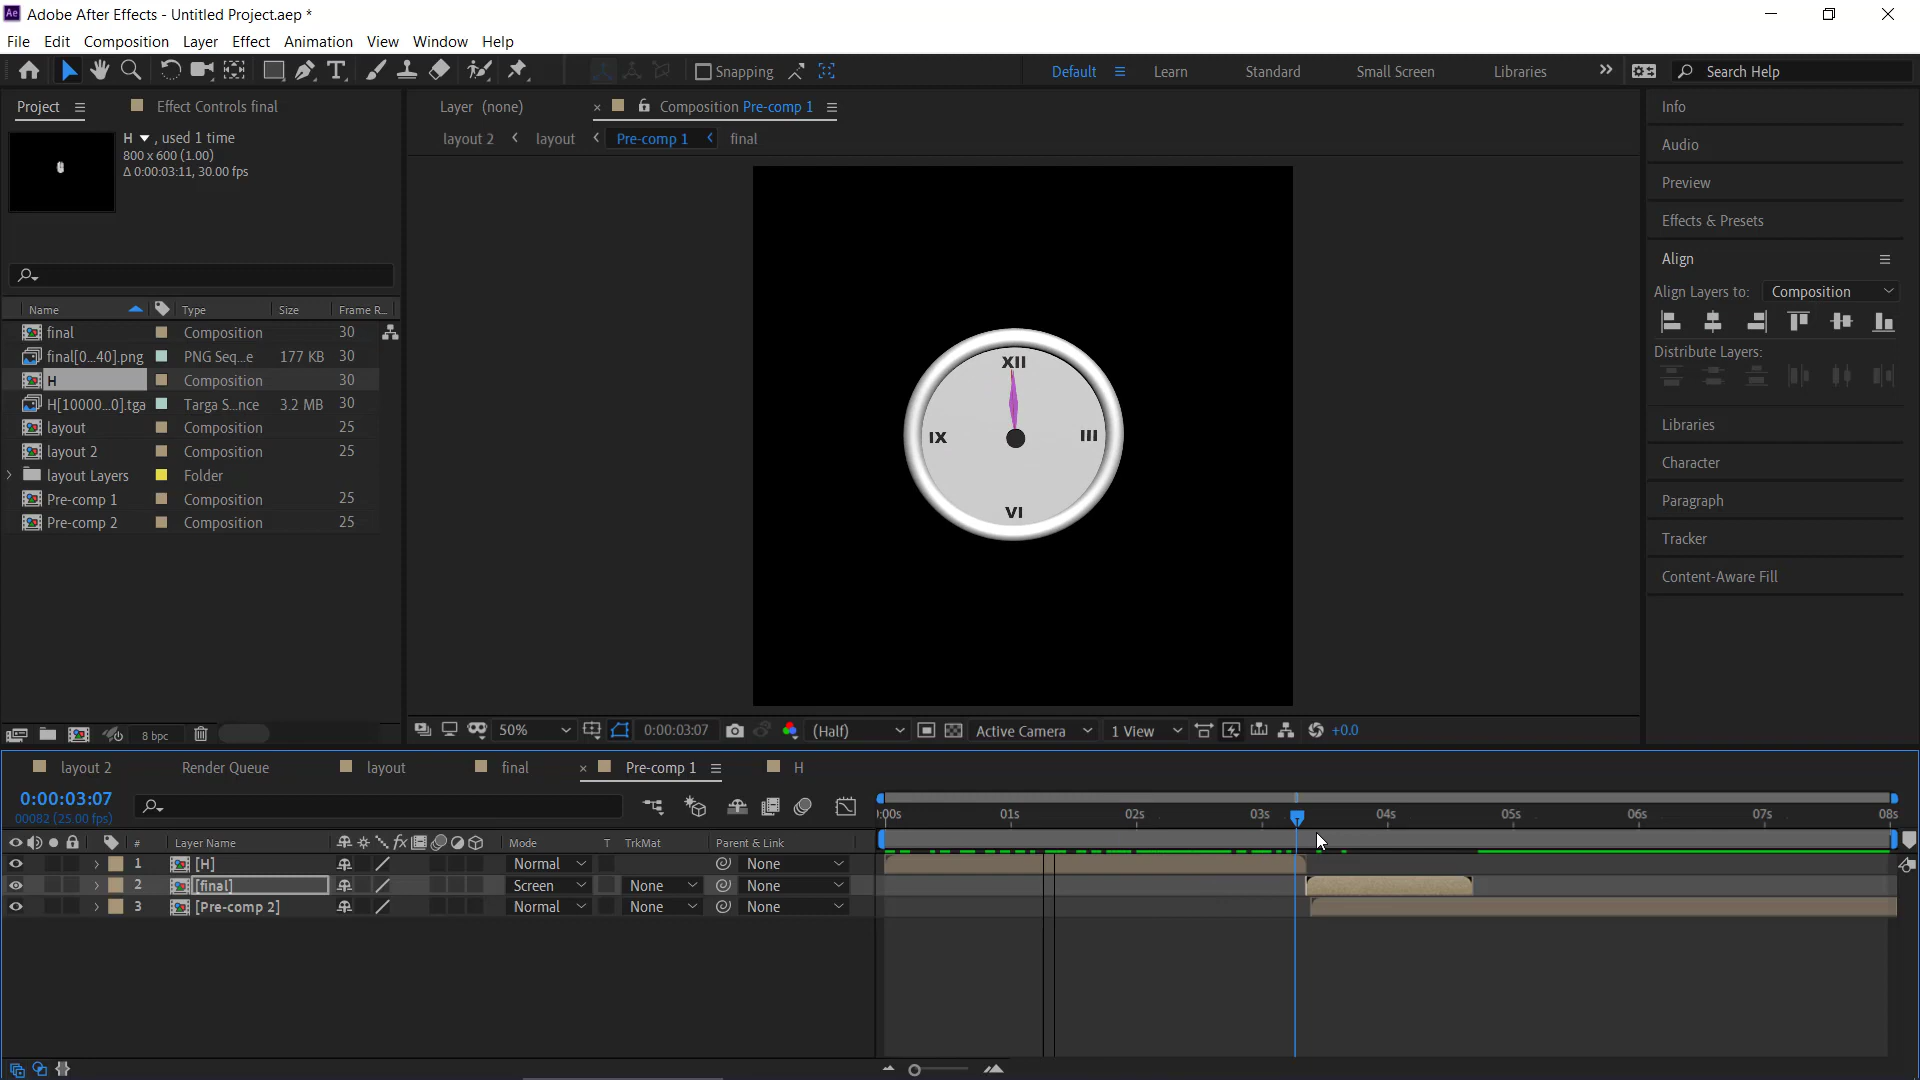 Ae Adobe After Effects - Untitled Project.aep *
File Edit Composition Layer Effect Animation View Window Help
Snapping
Default Learn Standard Small Screen Libraries Search Help
Project Effect Controls final
H , used 1 time
800 x 600 (1.00)
Δ 0:00:03:11, 30.00 fps
Layer (none) × Composition Pre-comp 1
layout 2 layout Pre-comp 1 final
Name Type Size Frame R...
final Composition 30
final[0...40].png PNG Seq...e 177 KB 30
H Composition 30
H[10000...0].tga Targa S...nce 3.2 MB 30
layout Composition 25
layout 2 Composition 25
layout Layers Folder
Pre-comp 1 Composition 25
Pre-comp 2 Composition 25
8 bpc
XII
IX III
VI
50% 0:00:03:07 (Half) Active Camera 1 View +0.0
Info
Audio
Preview
Effects & Presets
Align
Align Layers to: Composition
Distribute Layers:
Libraries
Character
Paragraph
Tracker
Content-Aware Fill
layout 2 Render Queue layout final × Pre-comp 1 H
0:00:03:07
00082 (25.00 fps)
):00s 01s 02s 03s 04s 05s 06s 07s 08s
# Layer Name Mode T TrkMat Parent & Link
1 [H] Normal None
2 [final] Screen None None
3 [Pre-comp 2] Normal None None